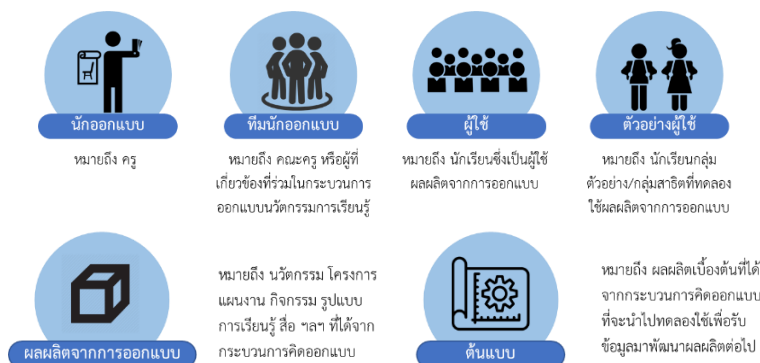 นักออกแบบ
หมายถึง ครู
ทีมนักออกแบบ
หมายถึง คณะครู หรือผู้ที่
เกี่ยวข้องที่ร่วมในกระบวนการ
ออกแบบนวัตกรรมการเรียนรู้
ผู้ใช้
หมายถึง นักเรียนซึ่งเป็นผู้ใช้
ผลผลิตจากการออกแบบ
ตัวอย่างผู้ใช้
หมายถึง นักเรียนกลุ่ม
ตัวอย่าง/กลุ่มสาธิตที่ทดลอง
ใช้ผลผลิตจากการออกแบบ
ผลผลิตจากการออกแบบ
หมายถึง นวัตกรรม โครงการ
แผนงาน กิจกรรม รูปแบบ
การเรียนรู้ สื่อ ฯลฯ ที่ได้จาก
กระบวนการคิดออกแบบ
ต้นแบบ
หมายถึง ผลผลิตเบื้องต้นที่ได้
จากกระบวนการคิดออกแบบ
ที่จะนำไปทดลองใช้เพื่อรับ
ข้อมูลมาพัฒนาผลผลิตต่อไป